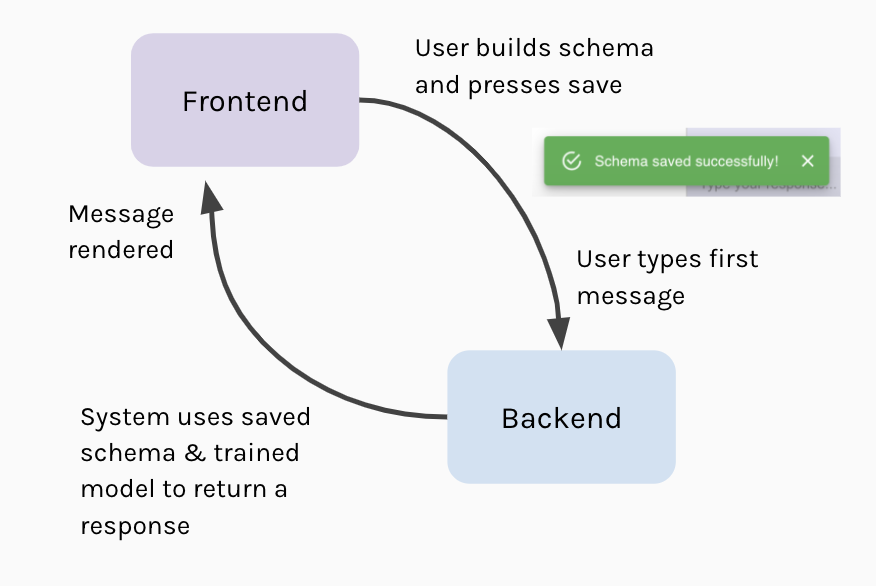 Frontend
User builds schema
and presses save
Schema saved successfully!
Type your response...
Message
rendered
User types first
message
Backend
System uses saved
schema & trained
model to return a
response